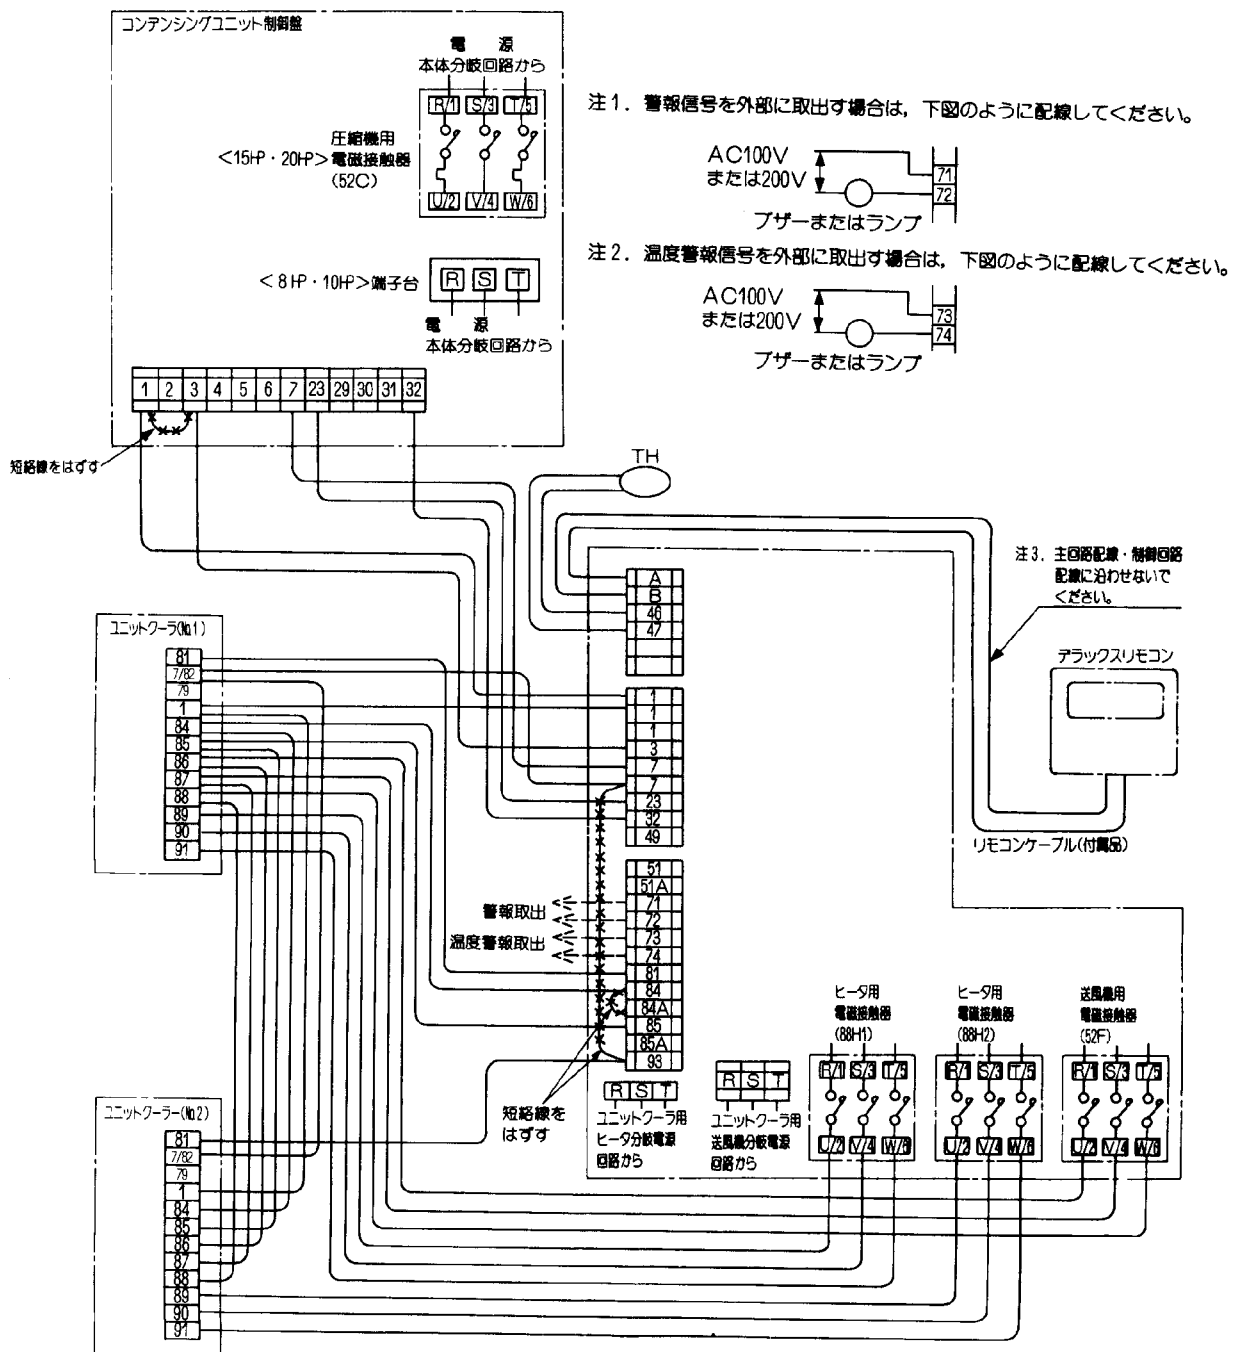 コンデンシングユニット制御盤
電 源
本体分岐回路から
R/1 S/3 T/5
圧縮機用
<15HP・20HP>電磁接触器
(52C)
U/2 V/4 W/6
<8HP・10HP>端子台
R S T
電 源
本体分岐回路から
1 2 3 4 5 6 7 23 29 30 31 32
短絡線をはずす
注1. 警報信号を外部に取出す場合は，下図のように配線してください。
AC100V
または200V
71
72
ブザーまたはランプ
注2. 温度警報信号を外部に取出す場合は，下図のように配線してください。
AC100V
または200V
73
74
ブザーまたはランプ
TH
注3. 主回路配線・制御回路
配線に沿わせないで
ください。
デラックスリモコン
リモコンケーブル(付属品)
A
B
46
47
1
1
1
3
7
7
23
32
49
51
51A
71
72
73
74
81
84
84A
85
85A
93
警報取出
温度警報取出
短絡線を
はずす
ユニットクーラ(No.1)
81
7/82
79
1
84
85
86
87
88
89
90
91
ユニットクーラー(No.2)
81
7/82
79
1
84
85
86
87
88
89
90
91
R S T
ユニットクーラ用
ヒータ分岐電源
回路から
R S T
ユニットクーラ用
送風機分岐電源
回路から
ヒータ用
電磁接触器
(88H1)
R/1 S/3 T/5
U/2 V/4 W/6
ヒータ用
電磁接触器
(88H2)
R/1 S/3 T/5
U/2 V/4 W/6
送風機用
電磁接触器
(52F)
R/1 S/3 T/5
U/2 V/4 W/6